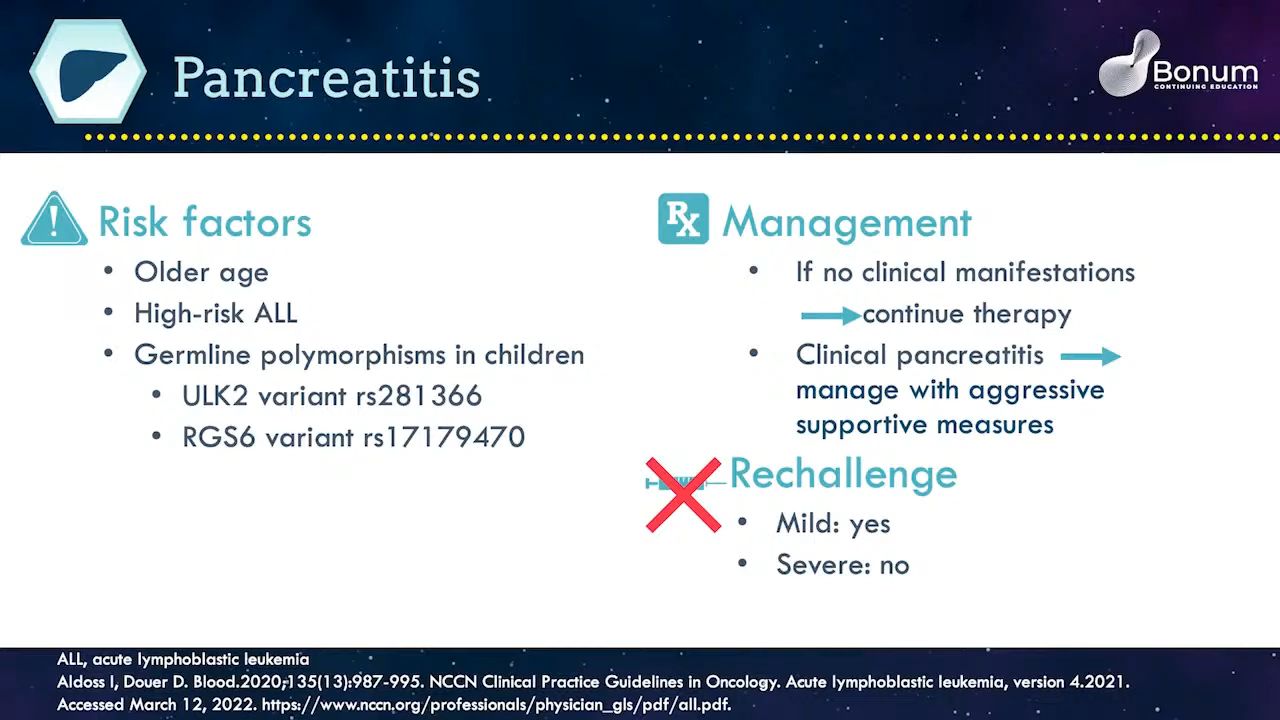 Pancreatitis
Bonum
CONTINUING EDUCATION
Risk factors
• Older age
• High-risk ALL
• Germline polymorphisms in children
• ULK2 variant rs281366
• RGS6 variant rs17179470
Rx Management
• If no clinical manifestations
continue therapy
• Clinical pancreatitis
manage with aggressive
supportive measures
Rechallenge
• Mild: yes
• Severe: no
ALL, acute lymphoblastic leukemia
Aldoss I, Douer D. Blood.2020;135(13):987-995. NCCN Clinical Practice Guidelines in Oncology. Acute lymphoblastic leukemia, version 4.2021.
Accessed March 12, 2022. https://www.nccn.org/professionals/physician_gls/pdf/all.pdf.